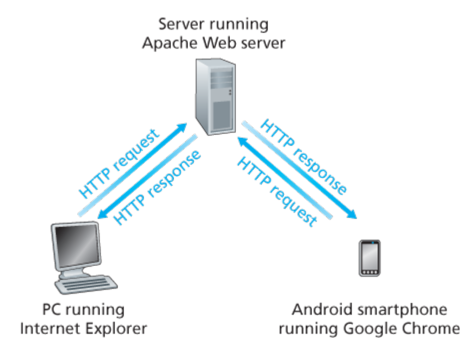 Server running
Apache Web server
HTTP request
HTTP response
HTTP response
HTTP request
PC running
Internet Explorer
Android smartphone
running Google Chrome